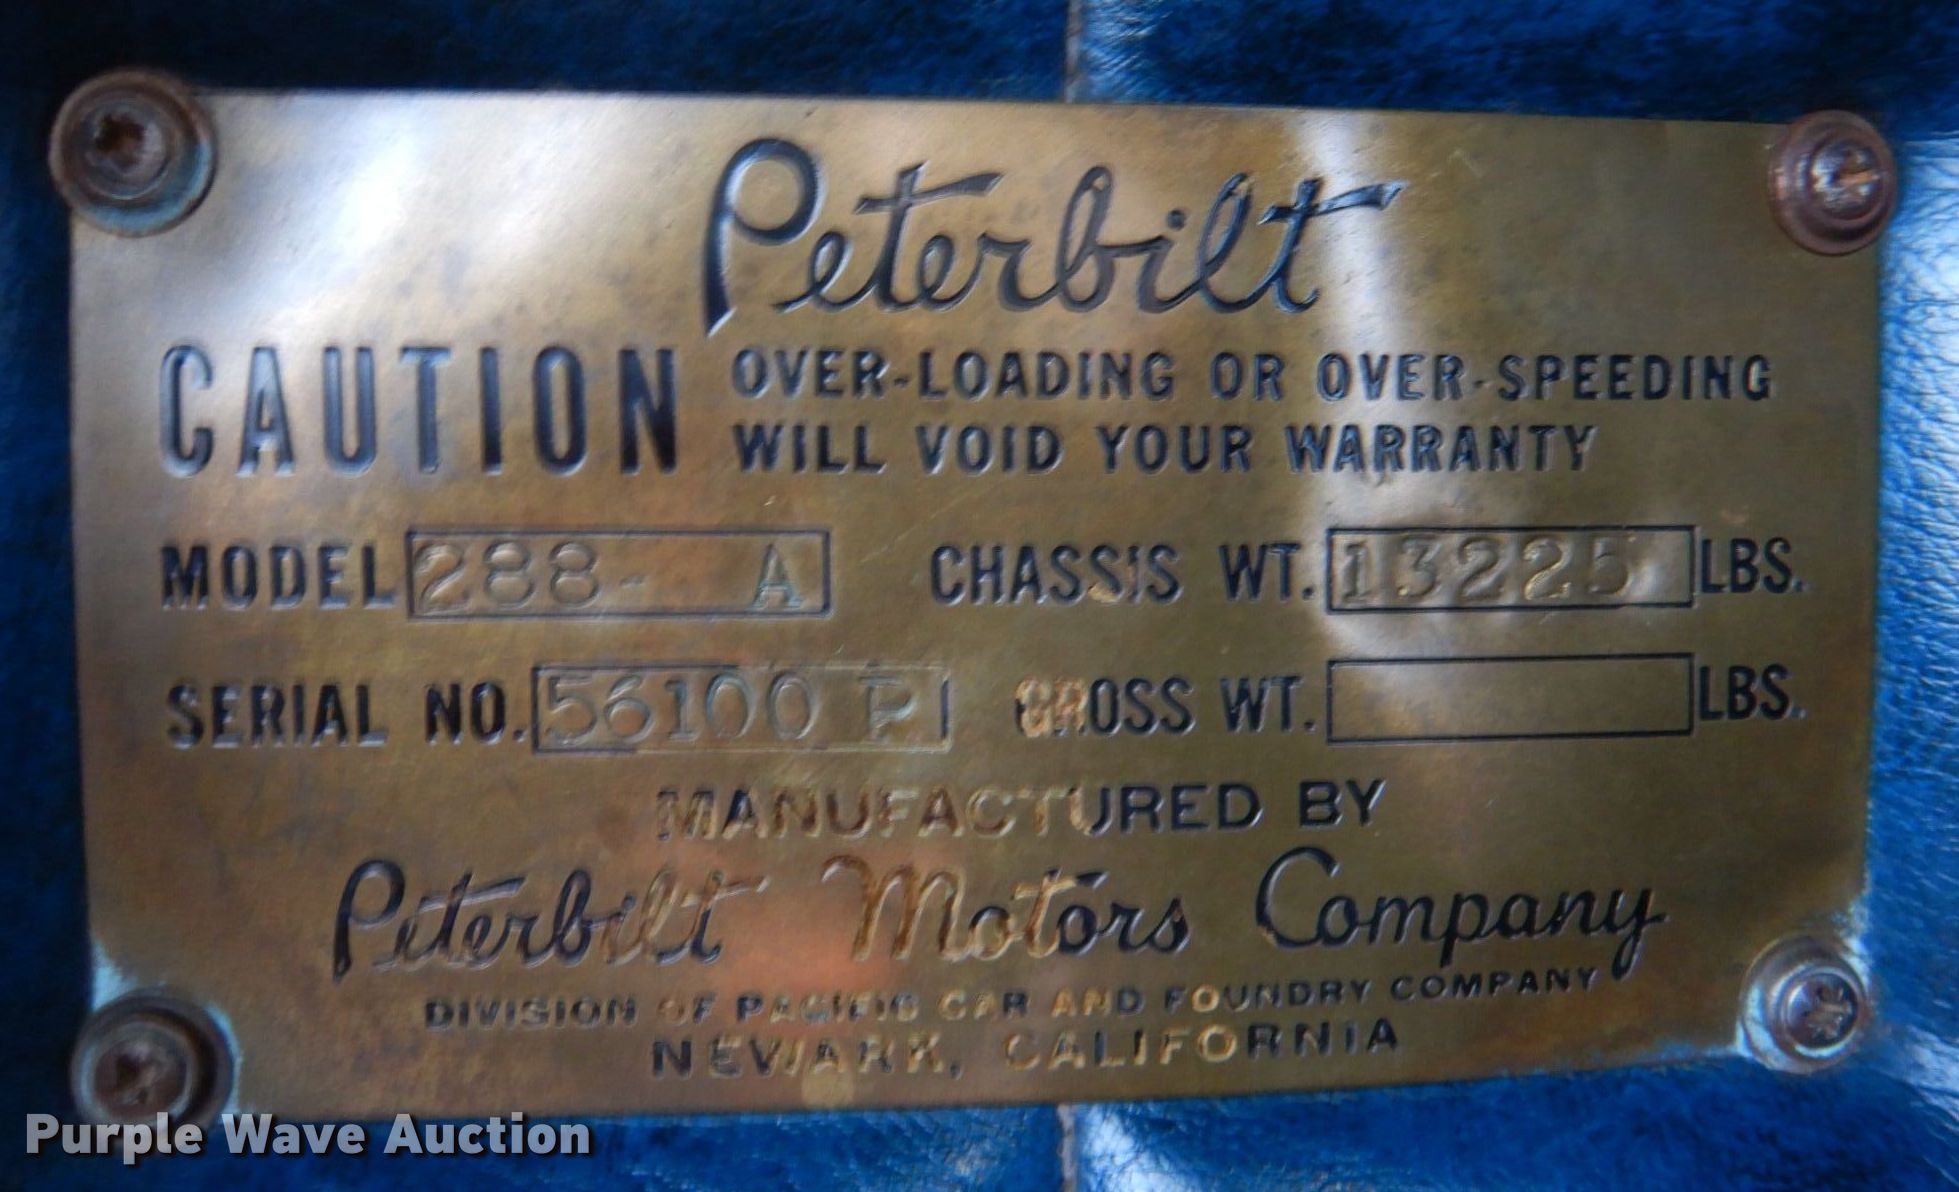 Peterbilt
CAUTION OVER-LOADING OR OVER-SPEEDING
WILL VOID YOUR WARRANTY
MODEL 288- A CHASSIS WT. 13225 LBS.
SERIAL NO. 56100 P GROSS WT. LBS.
MANUFACTURED BY
Peterbilt Motors Company
DIVISION OF PACIFIC CAR AND FOUNDRY COMPANY
NEWARK, CALIFORNIA
Purple Wave Auction